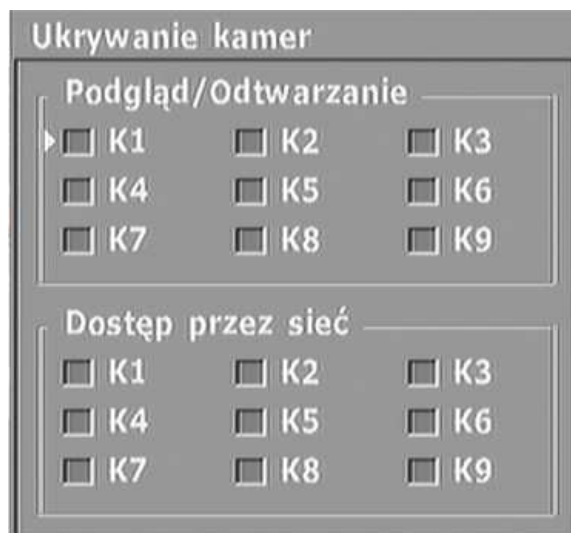 Ukrywanie kamer
Podgląd/Odtwarzanie
K1 K2 K3
K4 K5 K6
K7 K8 K9
Dostęp przez sieć
K1 K2 K3
K4 K5 K6
K7 K8 K9